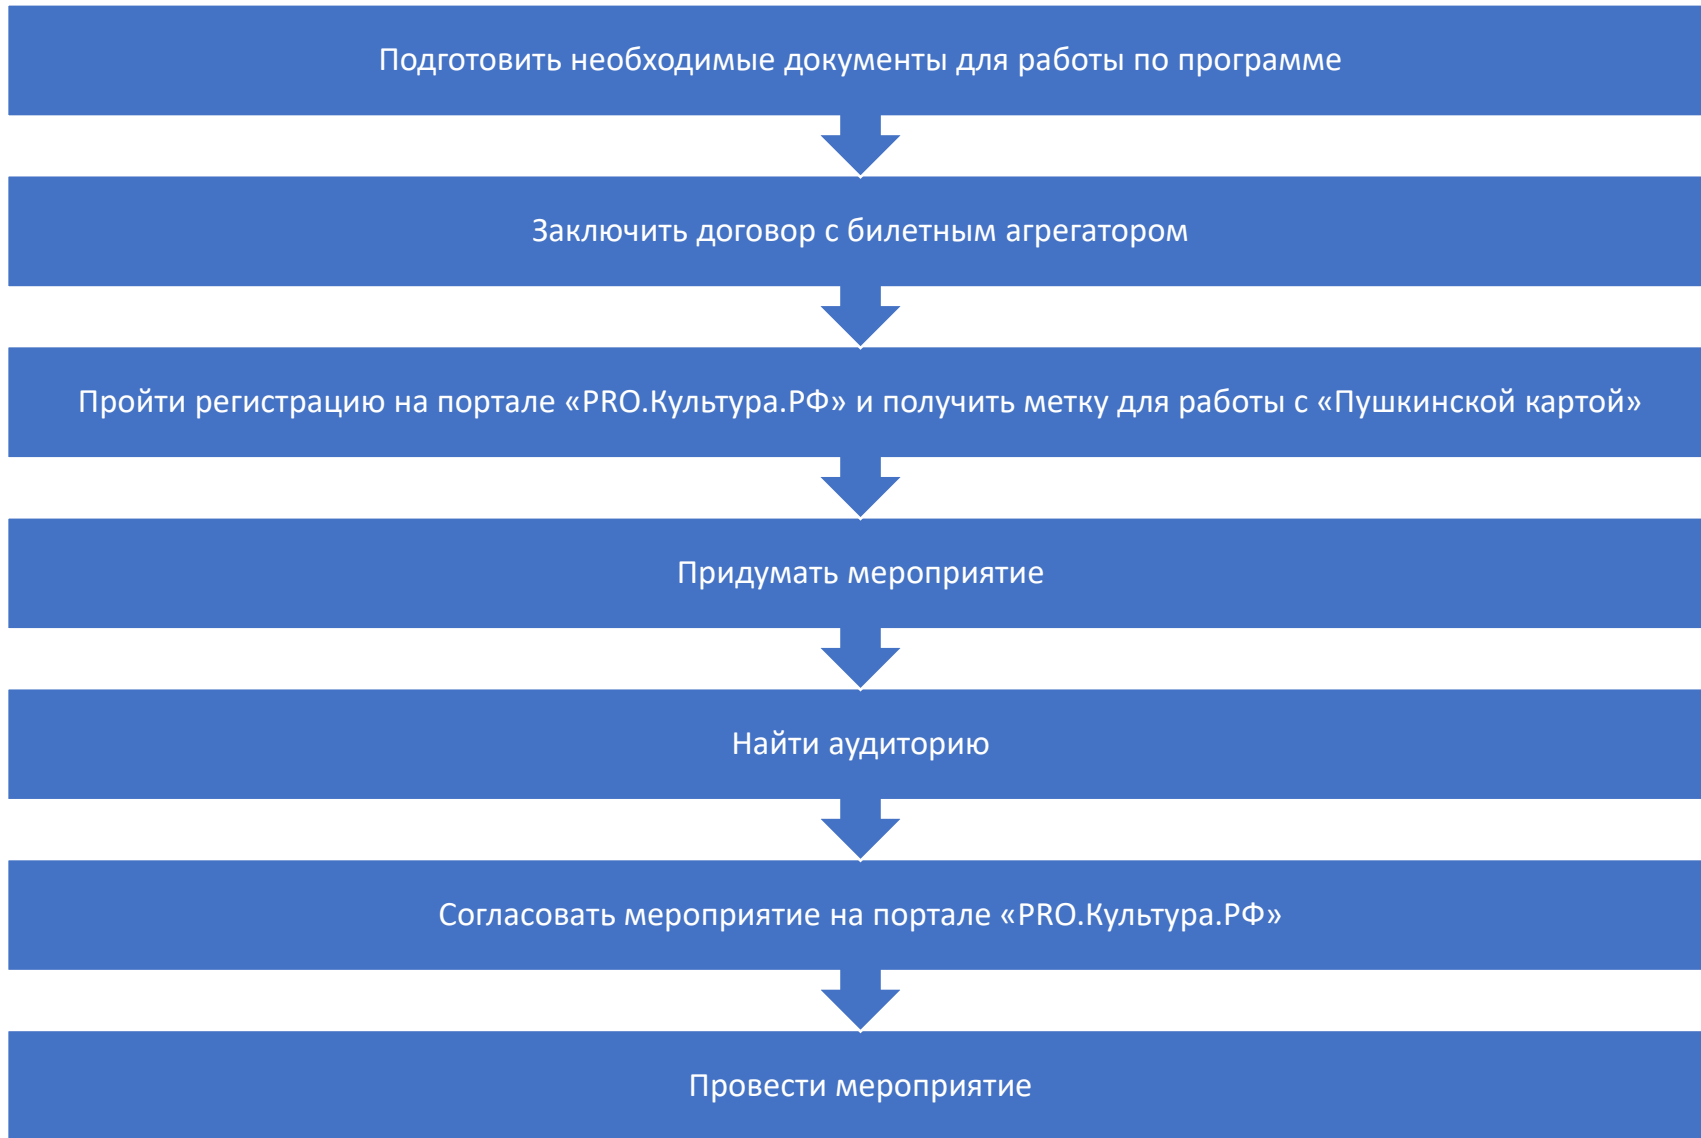 Подготовить необходимые документы для работы по программе
Заключить договор с билетным агрегатором
Пройти регистрацию на портале «PRO.Культура.РФ» и получить метку для работы с «Пушкинской картой»
Придумать мероприятие
Найти аудиторию
Согласовать мероприятие на портале «PRO.Культура.РФ»
Провести мероприятие